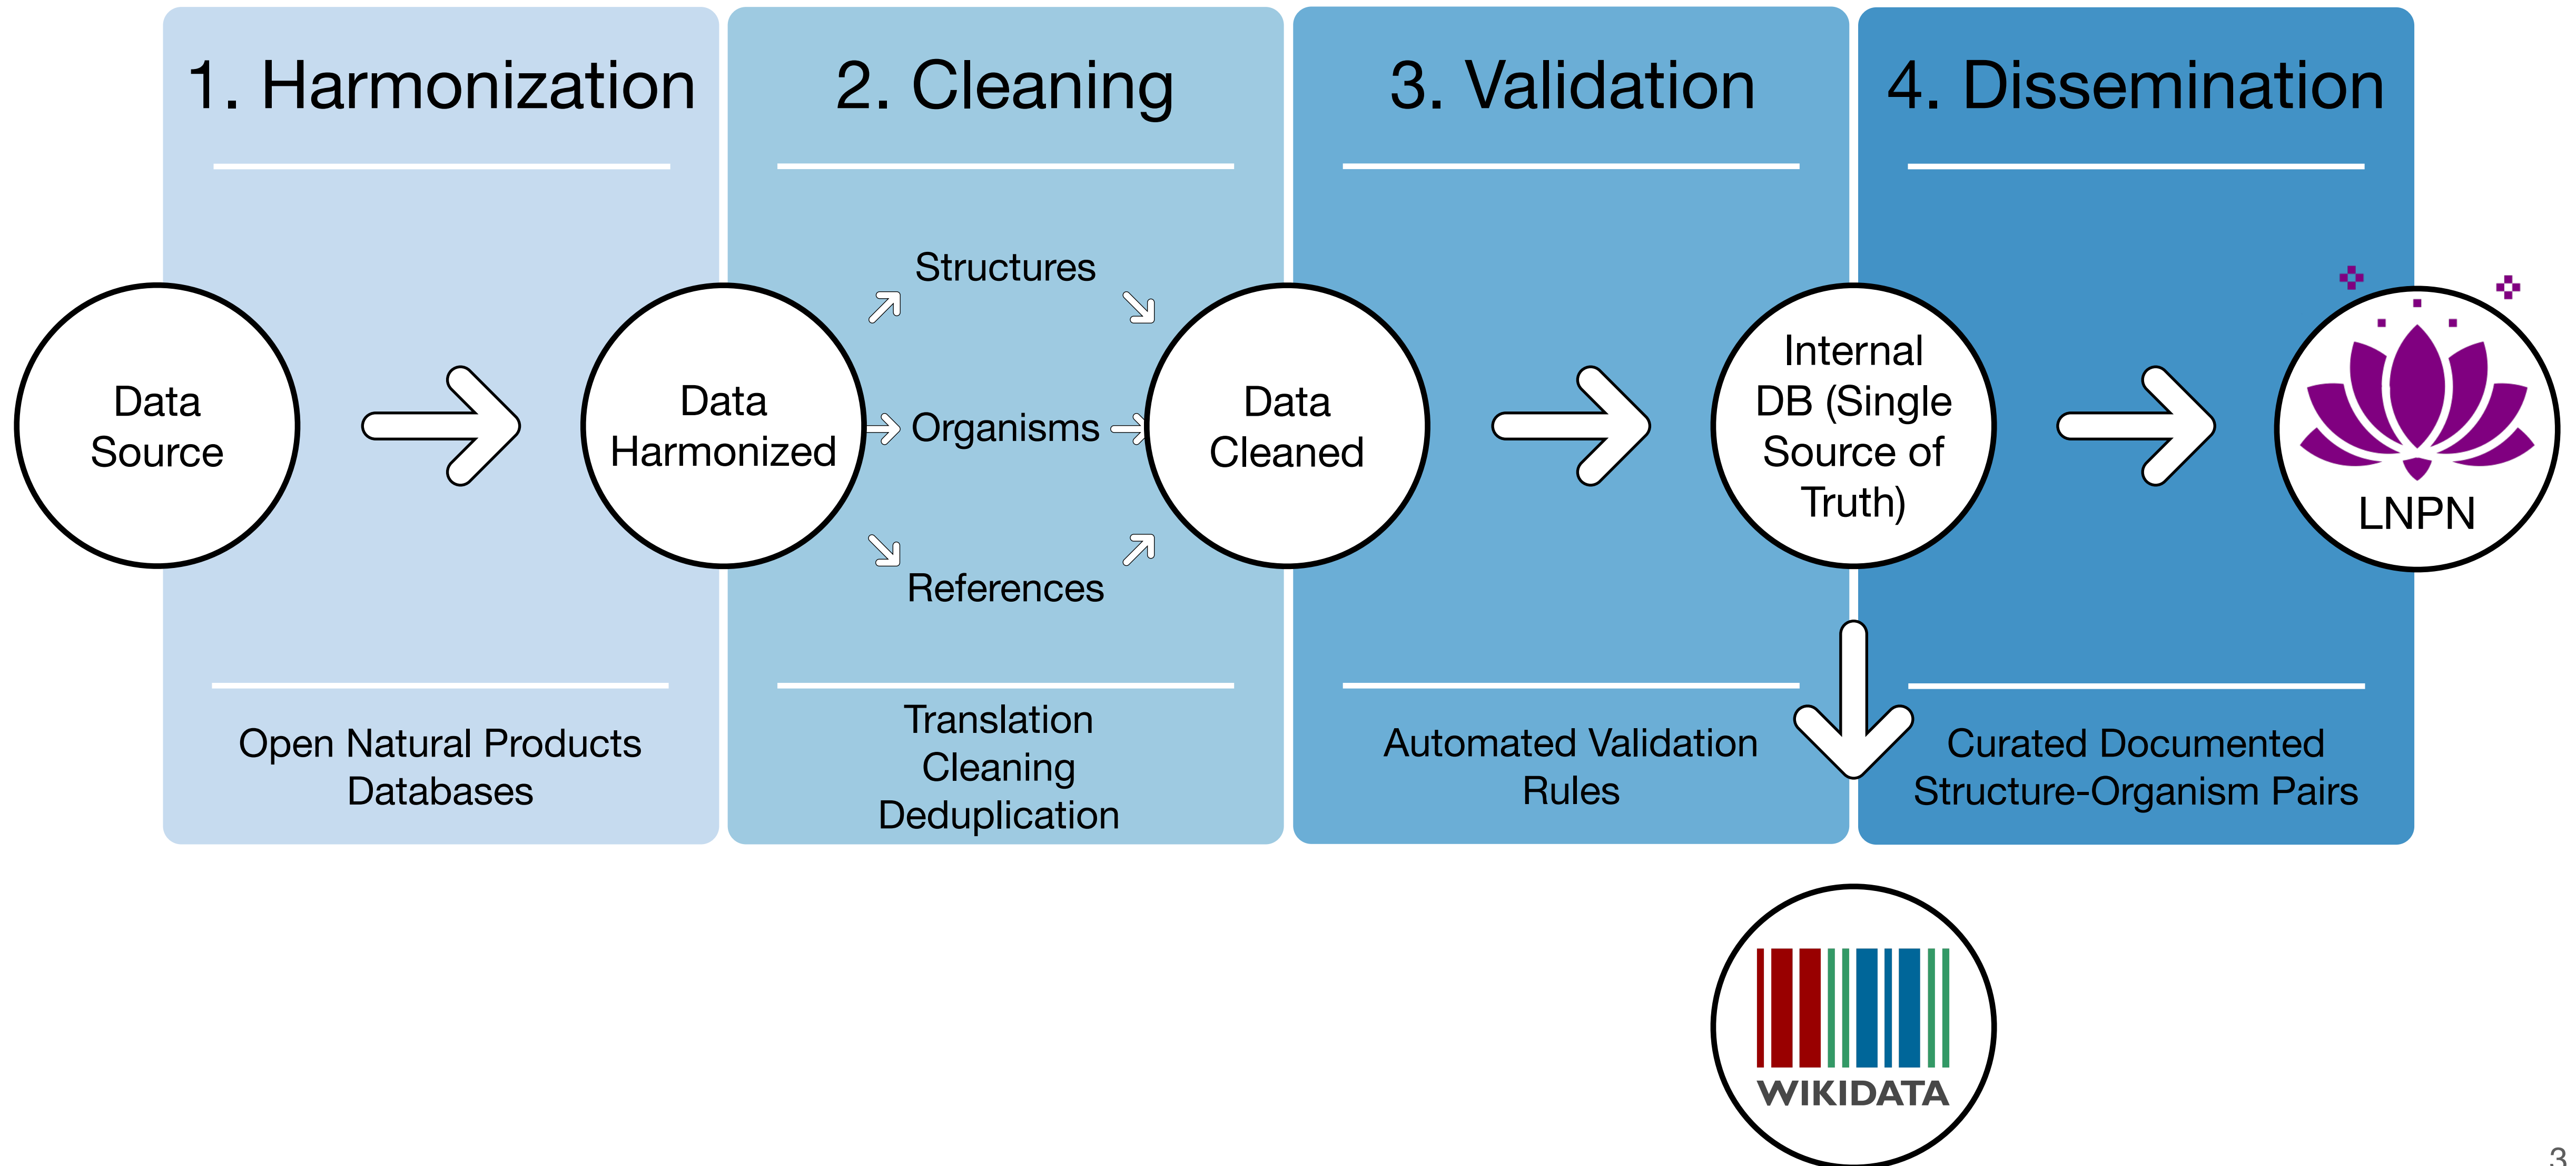 1. Harmonization
2. Cleaning
3. Validation
4. Dissemination
Data
Source
Data
Harmonized
Structures
Organisms
References
Data
Cleaned
Internal
DB (Single
Source of
Truth)
LNPN
Open Natural Products
Databases
Translation
Cleaning
Deduplication
Automated Validation
Rules
Curated Documented
Structure-Organism Pairs
WIKIDATA
3